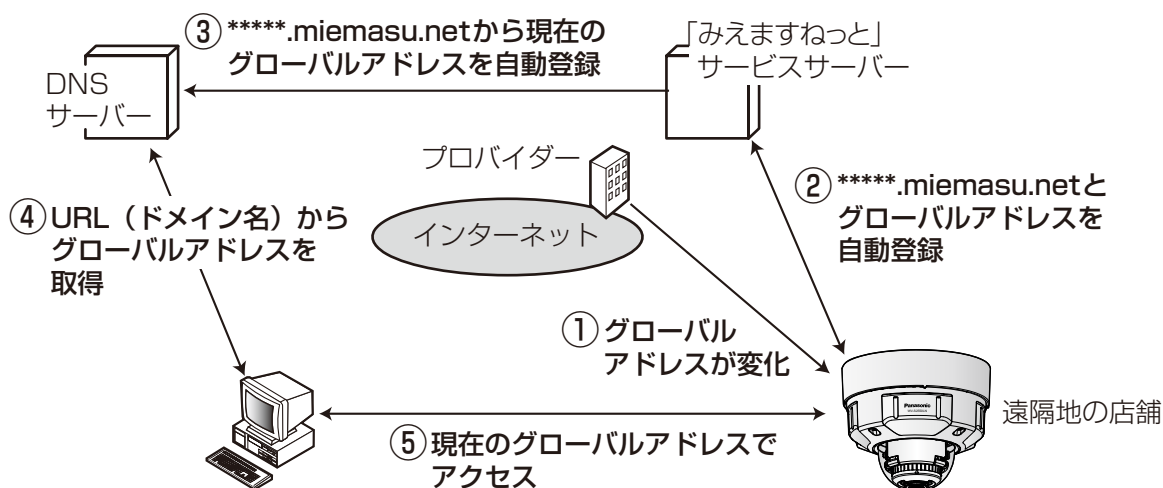 ③*****.miemasu.netから現在の
グローバルアドレスを自動登録
「みえますねっと」
サービスサーバー
DNS
サーバー
プロバイダー
②*****.miemasu.netと
グローバルアドレスを
自動登録
④URL（ドメイン名）から
グローバルアドレスを
取得
インターネット
①グローバル
アドレスが変化
Panasonic
遠隔地の店舗
⑤現在のグローバルアドレスで
アクセス